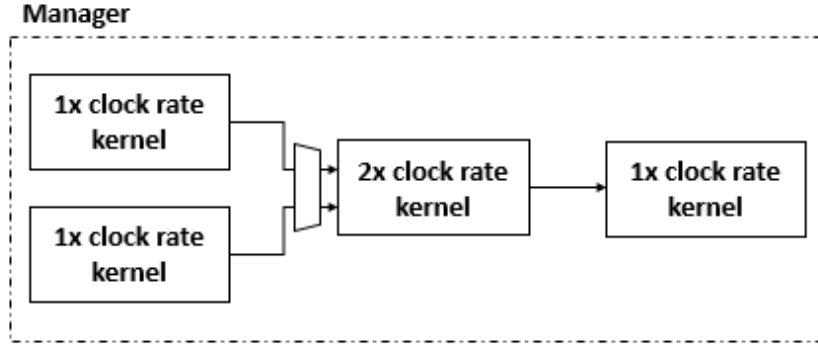 Manager
1x clock rate
kernel
1x clock rate
kernel
2x clock rate
kernel
1x clock rate
kernel